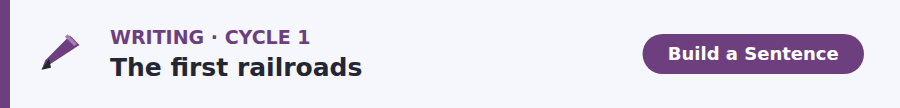 WRITING · CYCLE 1
The first railroads
Build a Sentence